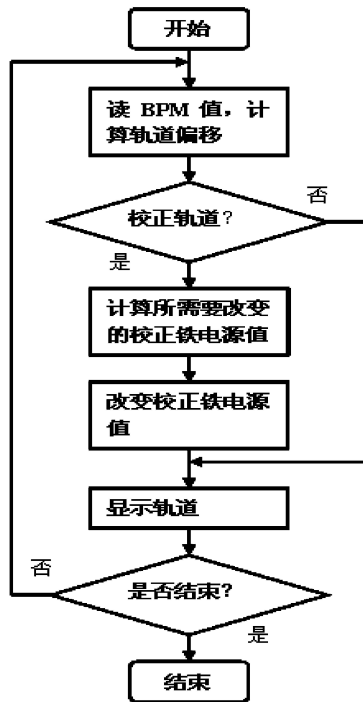 开始
读 BPM 值，计
算轨道偏移
校正轨道？
否
是
计算所需要改变
的校正铁电源值
改变校正铁电源
值
显示轨道
否
是否结束？
是
结束